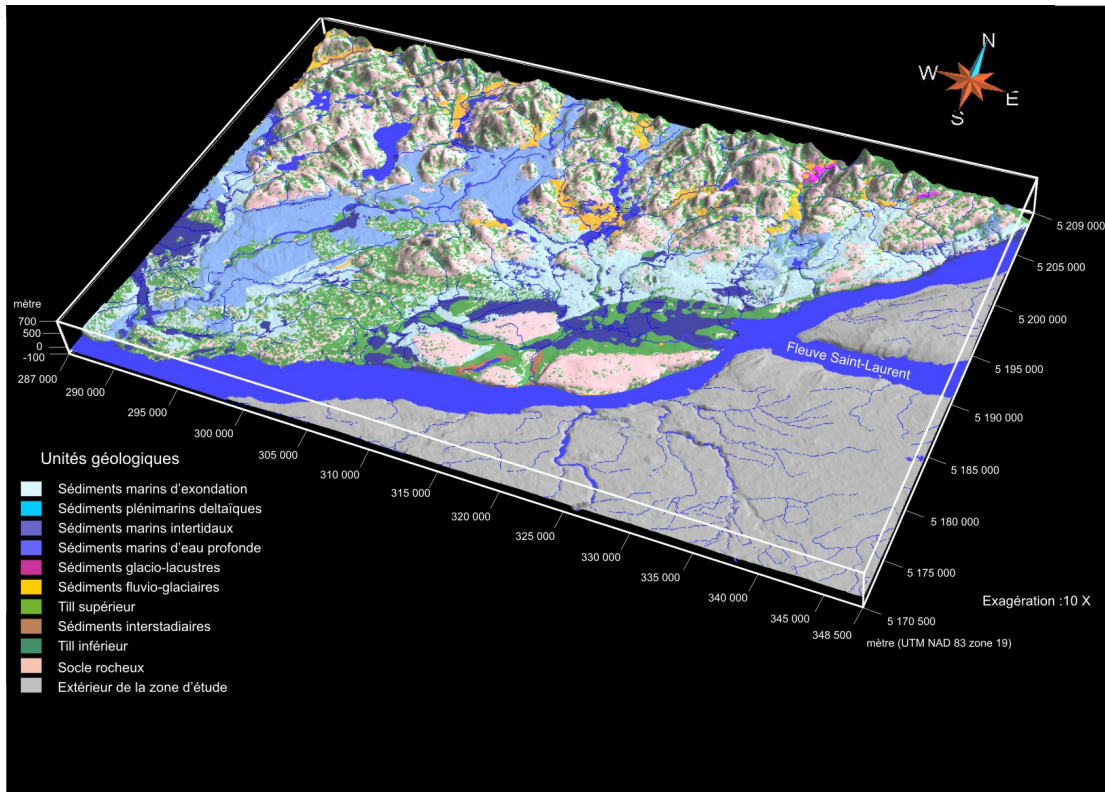 N
W
E
S
5 209 000
5 205 000
5 200 000
5 195 000
5 190 000
5 185 000
5 180 000
5 175 000
5 170 500
Fleuve Saint-Laurent
mètre
700
500
0
-100
287 000
290 000
295 000
300 000
305 000
310 000
315 000
320 000
325 000
330 000
335 000
340 000
345 000
348 500
mètre (UTM NAD 83 zone 19)
Exagération :10 X
Unités géologiques
Sédiments marins d'exondation
Sédiments plénimarins deltaïques
Sédiments marins intertidaux
Sédiments marins d'eau profonde
Sédiments glacio-lacustres
Sédiments fluvio-glaciaires
Till supérieur
Sédiments interstadiaires
Till inférieur
Socle rocheux
Extérieur de la zone d'étude